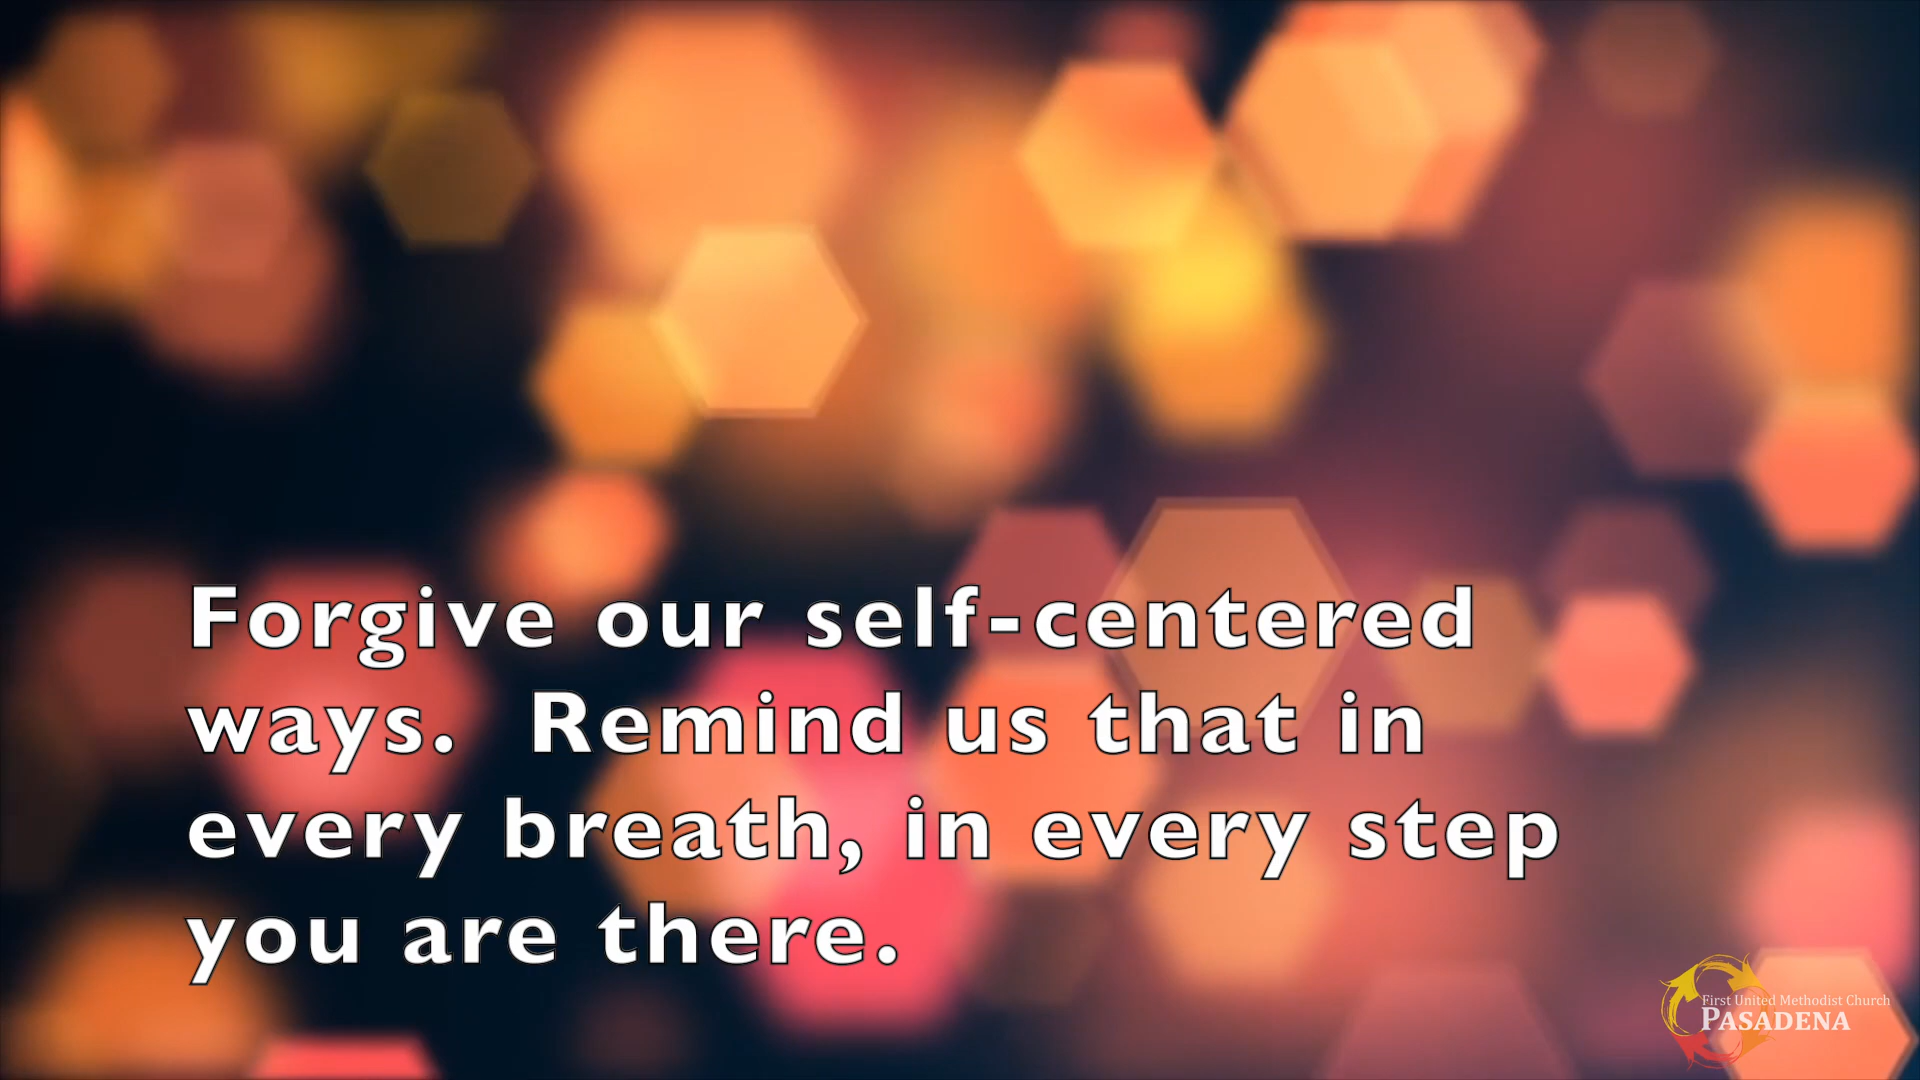 Forgive our self-centered
ways.  Remind us that in
every breath, in every step
you are there.
First United Methodist Church
PASADENA